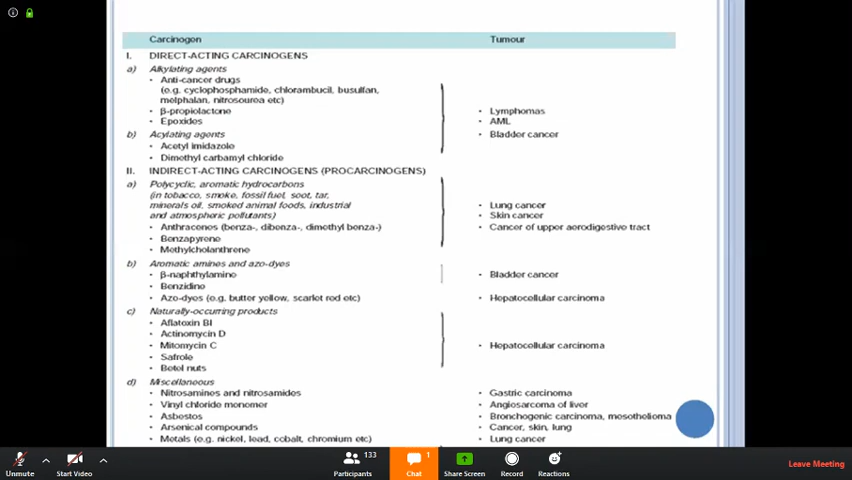 Carcinogen Tumour
I. DIRECT-ACTING CARCINOGENS
a) Alkylating agents
• Anti-cancer drugs
(e.g. cyclophosphamide, chlorambucil, busulfan,
melphalan, nitrosourea etc)
• β-propiolactone • Lymphomas
• Epoxides • AML
b) Acylating agents • Bladder cancer
• Acetyl imidazole
• Dimethyl carbamyl chloride
II. INDIRECT-ACTING CARCINOGENS (PROCARCINOGENS)
a) Polycyclic, aromatic hydrocarbons
(in tobacco, smoke, fossil fuel, soot, tar,
minerals oil, smoked animal foods, industrial • Lung cancer
and atmospheric pollutants) • Skin cancer
• Anthracenes (benza-, dibenza-, dimethyl benza-) • Cancer of upper aerodigestive tract
• Benzapyrene
• Methylcholanthrene
b) Aromatic amines and azo-dyes
• β-naphthylamine • Bladder cancer
• Benzidine
• Azo-dyes (e.g. butter yellow, scarlet red etc) • Hepatocellular carcinoma
c) Naturally-occurring products
• Aflatoxin Bl
• Actinomycin D
• Mitomycin C • Hepatocellular carcinoma
• Safrole
• Betel nuts
d) Miscellaneous
• Nitrosamines and nitrosamides • Gastric carcinoma
• Vinyl chloride monomer • Angiosarcoma of liver
• Asbestos • Bronchogenic carcinoma, mesothelioma
• Arsenical compounds • Cancer, skin, lung
• Metals (e.g. nickel, lead, cobalt, chromium etc) • Lung cancer
133 1
Unmute Start Video Participants Chat Share Screen Record Reactions Leave Meeting